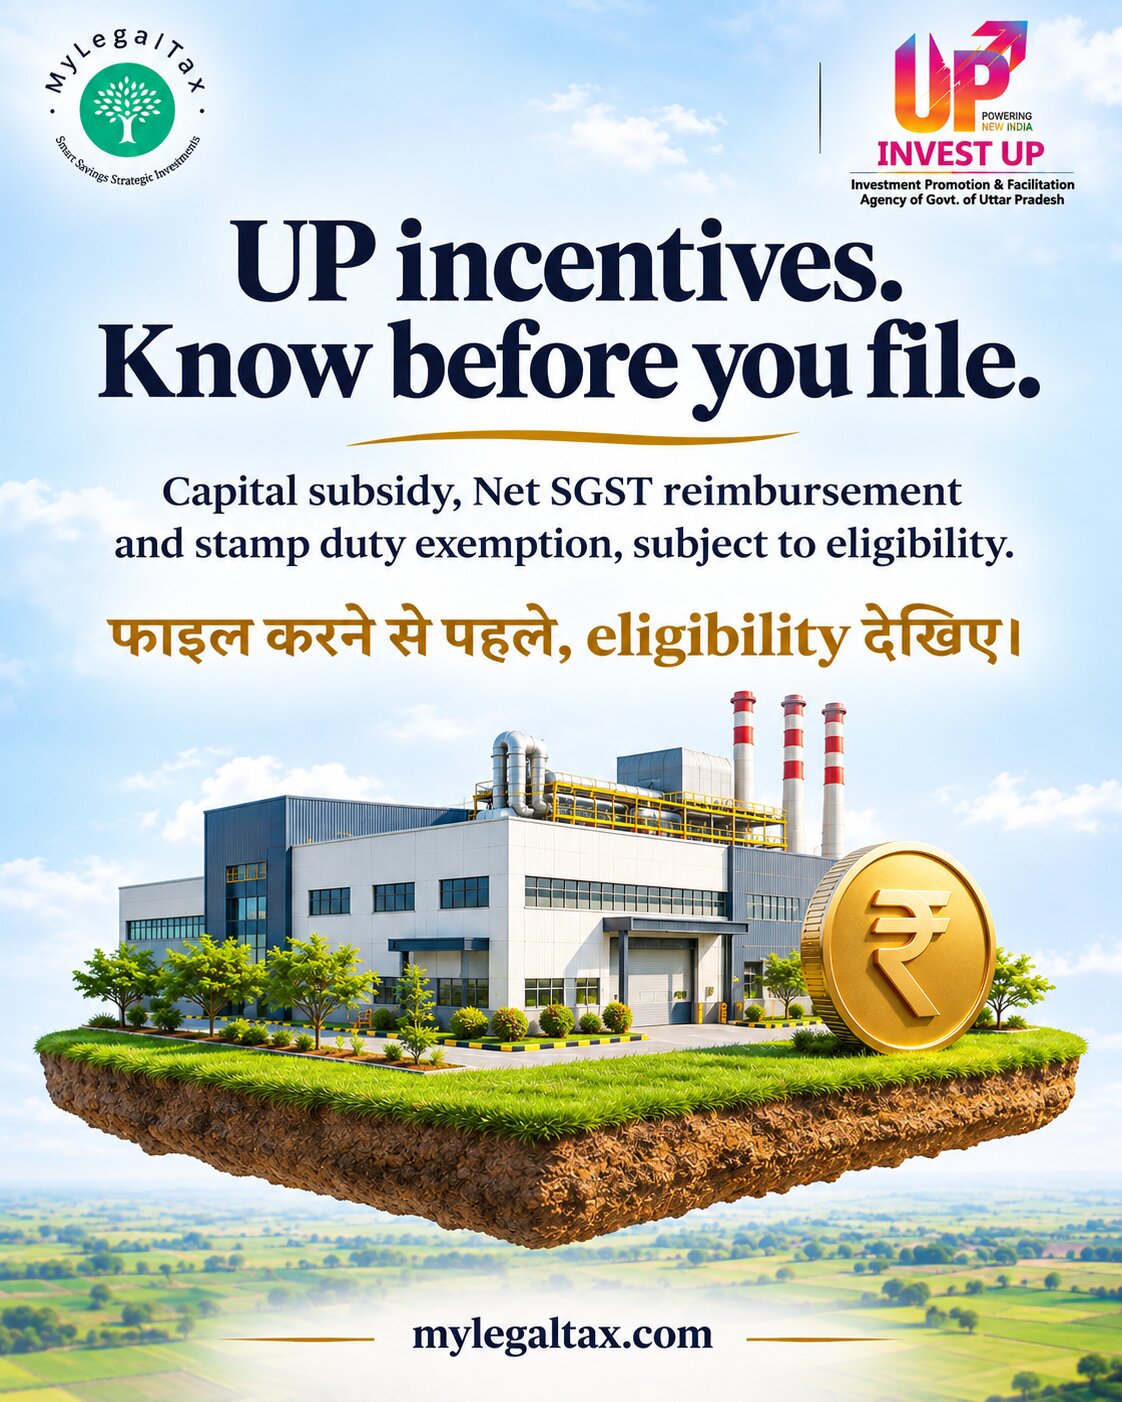 MyLegalTax
Smart Savings Strategic Investments
UP
POWERING
NEW INDIA
INVEST UP
Investment Promotion & Facilitation
Agency of Govt. of Uttar Pradesh
UP incentives.
Know before you file.
Capital subsidy, Net SGST reimbursement
and stamp duty exemption, subject to eligibility.
फाइल करने से पहले, eligibility देखिए।
₹
mylegaltax.com